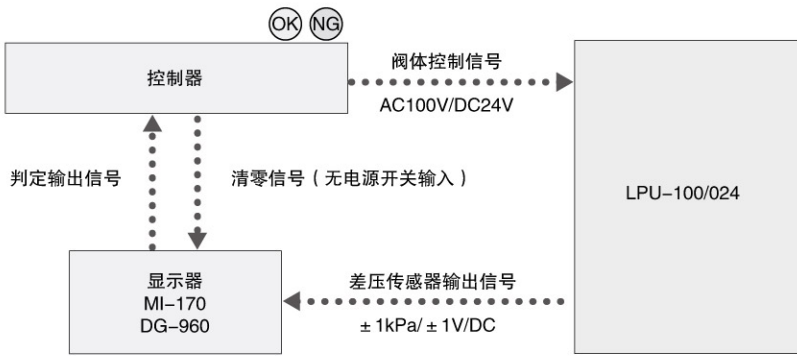 OK NG
控制器
阀体控制信号
AC100V/DC24V
判定输出信号
清零信号（无电源开关输入）
LPU-100/024
显示器
MI-170
DG-960
差压传感器输出信号
±1kPa/±1V/DC